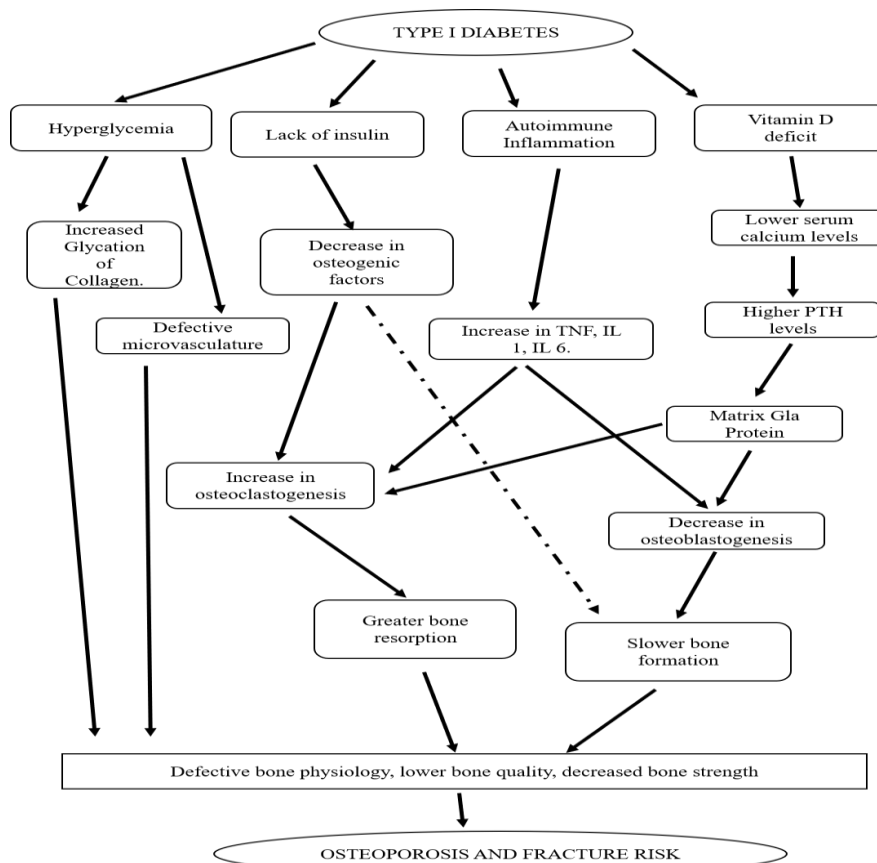 TYPE I DIABETES
Hyperglycemia
Lack of insulin
Autoimmune
Inflammation
Vitamin D
deficit
Increased
Glycation
of
Collagen.
Decrease in
osteogenic
factors
Lower serum
calcium levels
Defective
microvasculature
Increase in TNF, IL
1, IL 6.
Higher PTH
levels
Matrix Gla
Protein
Increase in
osteoclastogenesis
Decrease in
osteoblastogenesis
Greater bone
resorption
Slower bone
formation
Defective bone physiology, lower bone quality, decreased bone strength
OSTEOPOROSIS AND FRACTURE RISK